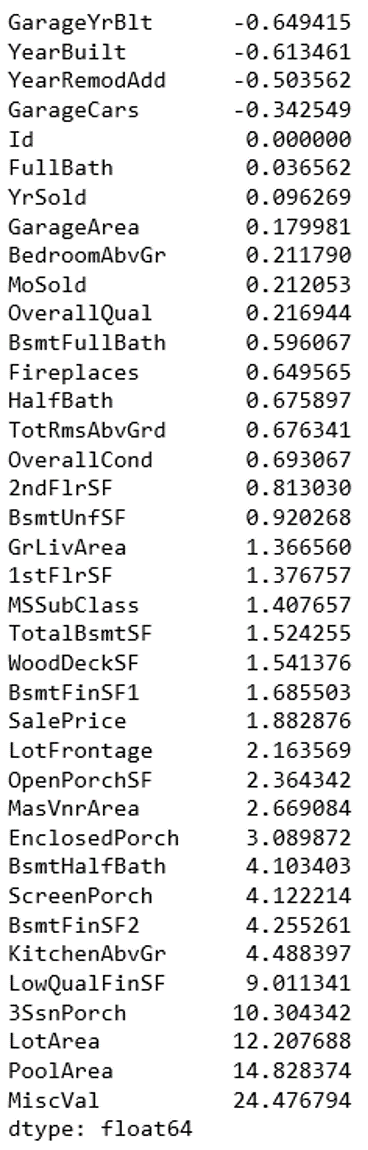 GarageYrBlt -0.649415
YearBuilt -0.613461
YearRemodAdd -0.503562
GarageCars -0.342549
Id 0.000000
FullBath 0.036562
YrSold 0.096269
GarageArea 0.179981
BedroomAbvGr 0.211790
MoSold 0.212053
OverallQual 0.216944
BsmtFullBath 0.596067
Fireplaces 0.649565
HalfBath 0.675897
TotRmsAbvGrd 0.676341
OverallCond 0.693067
2ndFlrSF 0.813030
BsmtUnfSF 0.920268
GrLivArea 1.366560
1stFlrSF 1.376757
MSSubClass 1.407657
TotalBsmtSF 1.524255
WoodDeckSF 1.541376
BsmtFinSF1 1.685503
SalePrice 1.882876
LotFrontage 2.163569
OpenPorchSF 2.364342
MasVnrArea 2.669084
EnclosedPorch 3.089872
BsmtHalfBath 4.103403
ScreenPorch 4.122214
BsmtFinSF2 4.255261
KitchenAbvGr 4.488397
LowQualFinSF 9.011341
3SsnPorch 10.304342
LotArea 12.207688
PoolArea 14.828374
MiscVal 24.476794
dtype: float64